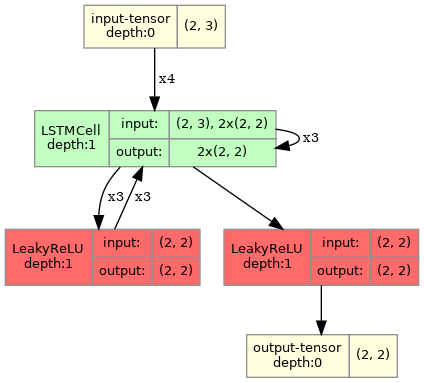 input-tensor
depth:0
(2, 3)
x4
LSTMCell
depth:1
input:
(2, 3), 2x(2, 2)
output:
2x(2, 2)
x3
x3
x3
LeakyReLU
depth:1
input:
(2, 2)
output:
(2, 2)
LeakyReLU
depth:1
input:
(2, 2)
output:
(2, 2)
output-tensor
depth:0
(2, 2)